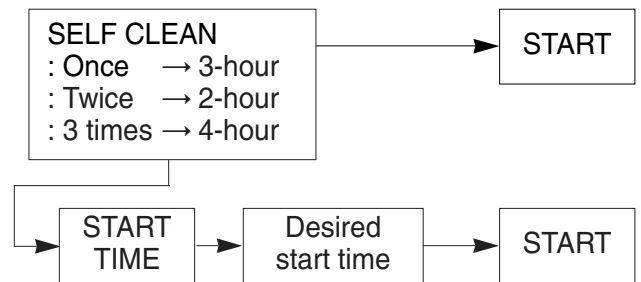 SELF CLEAN
: Once → 3-hour
: Twice → 2-hour
: 3 times → 4-hour
START
START
TIME
Desired
start time
START